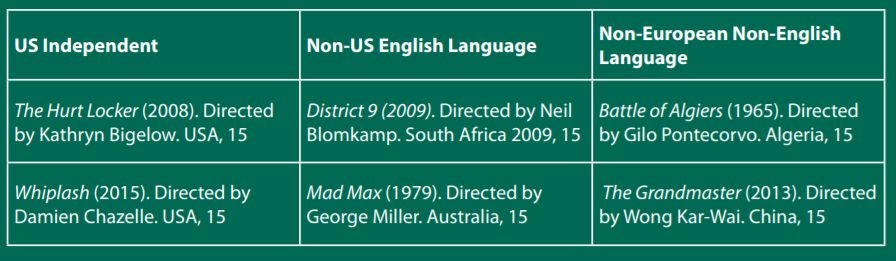 US Independent
Non-US English Language
Non-European Non-English
Language
The Hurt Locker (2008). Directed
by Kathryn Bigelow. USA, 15
District 9 (2009). Directed by Neil
Blomkamp. South Africa 2009, 15
Battle of Algiers (1965). Directed
by Gilo Pontecorvo. Algeria, 15
Whiplash (2015). Directed by
Damien Chazelle. USA, 15
Mad Max (1979). Directed by
George Miller. Australia, 15
The Grandmaster (2013). Directed
by Wong Kar-Wai. China, 15